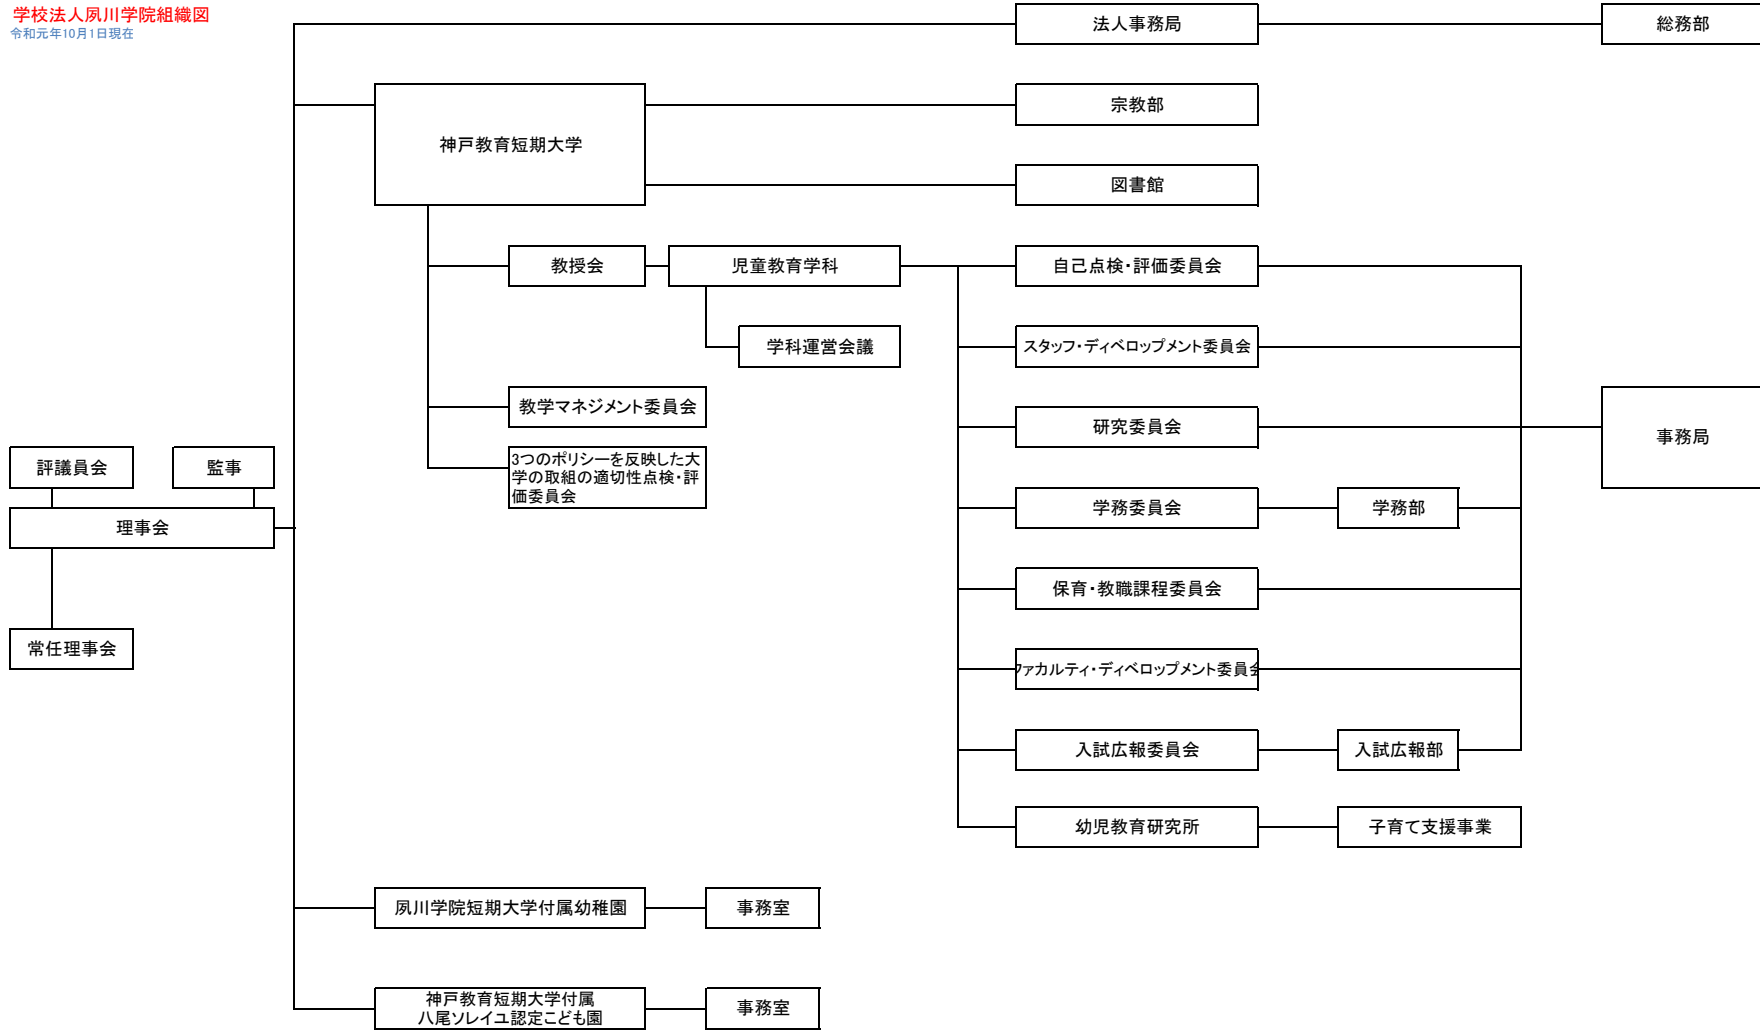 学校法人夙川学院組織図
令和元年10月1日現在
法人事務局
総務部
神戸教育短期大学
宗教部
図書館
教授会
児童教育学科
自己点検・評価委員会
学科運営会議
スタッフ・ディベロップメント委員会
教学マネジメント委員会
研究委員会
事務局
3つのポリシーを反映した大
学の取組の適切性点検・評
価委員会
評議員会
監事
理事会
学務委員会
学務部
保育・教職課程委員会
常任理事会
ファカルティ・ディベロップメント委員会
入試広報委員会
入試広報部
幼児教育研究所
子育て支援事業
夙川学院短期大学付属幼稚園
事務室
神戸教育短期大学付属
八尾ソレイユ認定こども園
事務室